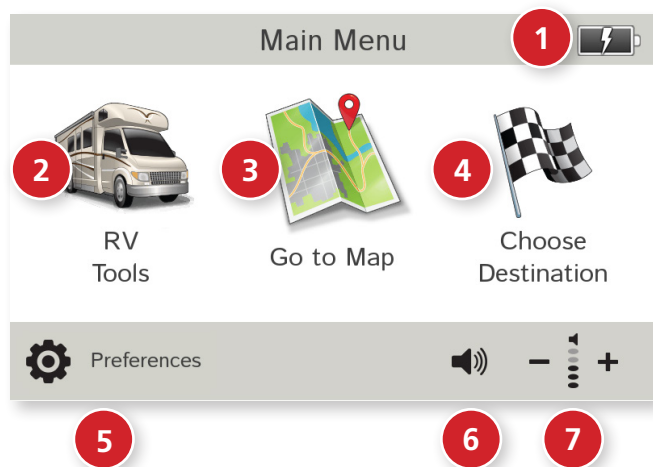 Main Menu
1
2
3
4
RV
Tools
Go to Map
Choose
Destination
Preferences
− +
5
6
7